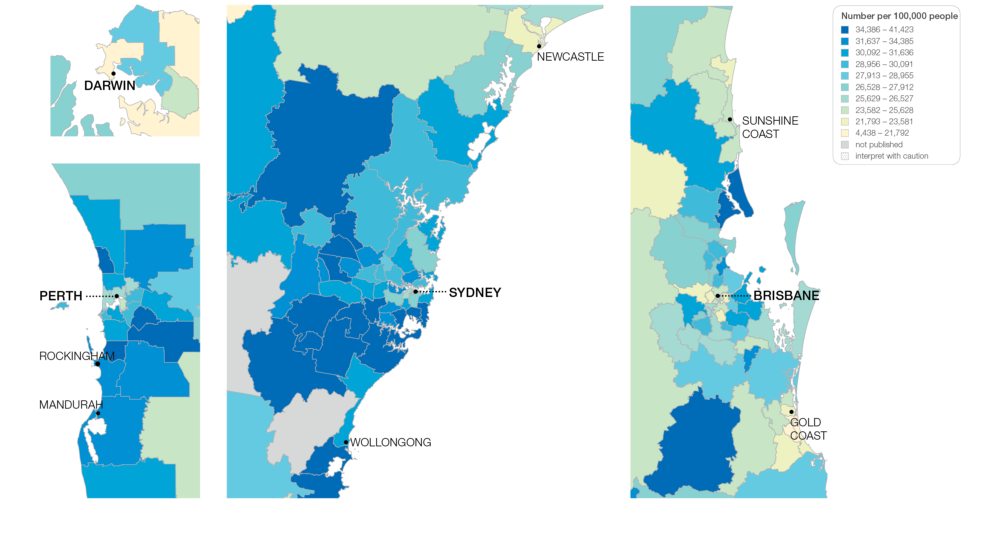 DARWIN
PERTH
ROCKINGHAM
MANDURAH
NEWCASTLE
SYDNEY
WOLLONGONG
SUNSHINE
COAST
BRISBANE
GOLD
COAST
Number per 100,000 people
34,386 – 41,423
31,637 – 34,385
30,092 – 31,636
28,956 – 30,091
27,913 – 28,955
26,528 – 27,912
25,629 – 26,527
23,582 – 25,628
21,793 – 23,581
4,438 – 21,792
not published
interpret with caution